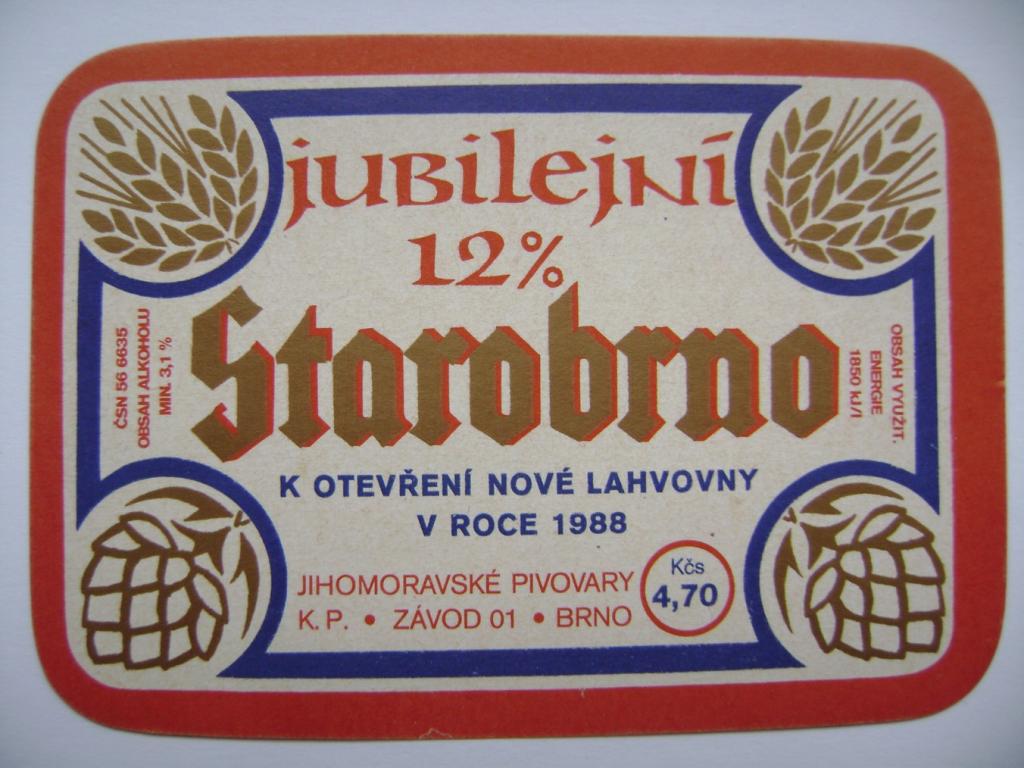 jubilejní
12%
Starobrno
ČSN 56 6635
OBSAH ALKOHOLU
MIN. 3,1 %
OBSAH VYUŽIT.
ENERGIE
1850 kJ/l
K OTEVŘENÍ NOVÉ LAHVOVNY
V ROCE 1988
JIHOMORAVSKÉ PIVOVARY
K. P. • ZÁVOD 01 • BRNO
Kčs
4,70